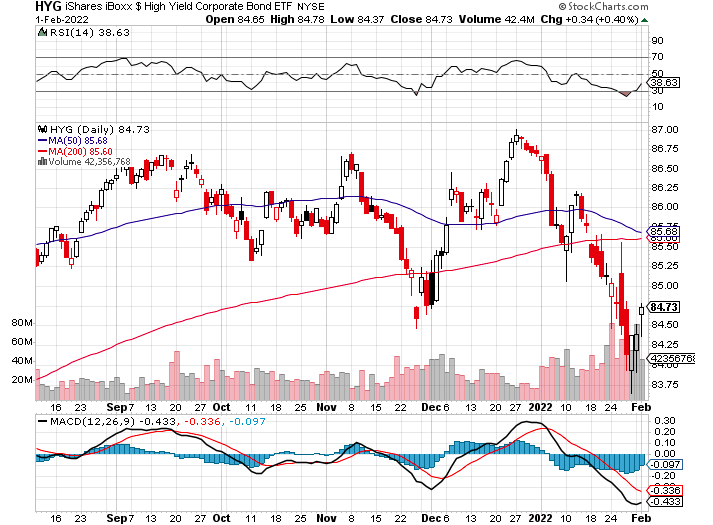 HYG iShares iBoxx $ High Yield Corporate Bond ETF NYSE © StockCharts.com
1-Feb-2022 Open 84.65 High 84.78 Low 84.37 Close 84.73 Volume 42.4M Chg +0.34 (+0.40%)
RSI(14) 38.63
90
70
50
38.63
30
10
HYG (Daily) 84.73
MA(50) 85.68
MA(200) 85.60
Volume 42,356,768
87.00
86.75
86.50
86.25
86.00
85.75
85.68
85.50
85.25
85.00
84.73
84.50
84.25
42356768
83.75
80M
60M
40M
20M
16 23 Sep 7 13 20 27 Oct 11 18 25 Nov 8 15 22 Dec 6 13 20 27 2022 10 18 24 Feb
MACD(12,26,9) -0.433, -0.336, -0.097
0.30
0.20
0.10
0.00
-0.097
-0.20
-0.336
-0.433
16 23 Sep 7 13 20 27 Oct 11 18 25 Nov 8 15 22 Dec 6 13 20 27 2022 10 18 24 Feb